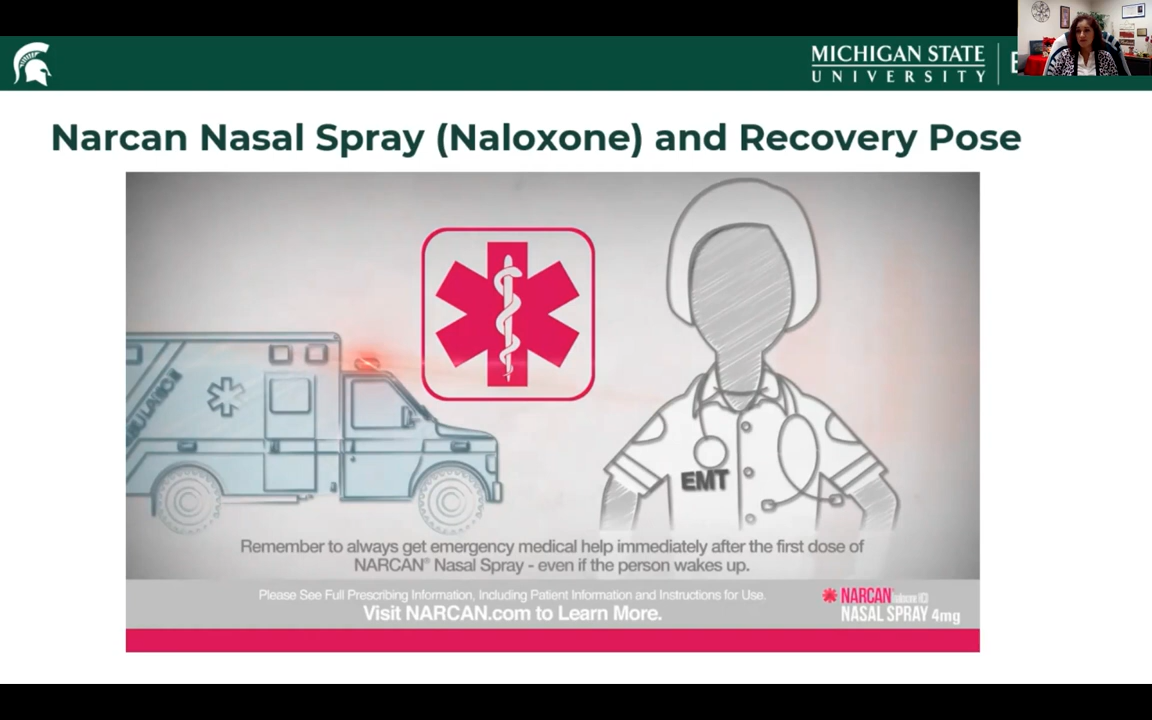 MICHIGAN STATE
UNIVERSITY
Narcan Nasal Spray (Naloxone) and Recovery Pose
AMBULANCE
EMT
Remember to always get emergency medical help immediately after the first dose of
NARCAN® Nasal Spray - even if the person wakes up.
Please See Full Prescribing Information, Including Patient Information and Instructions for Use.
Visit NARCAN.com to Learn More.
NARCAN
NASAL SPRAY 4mg